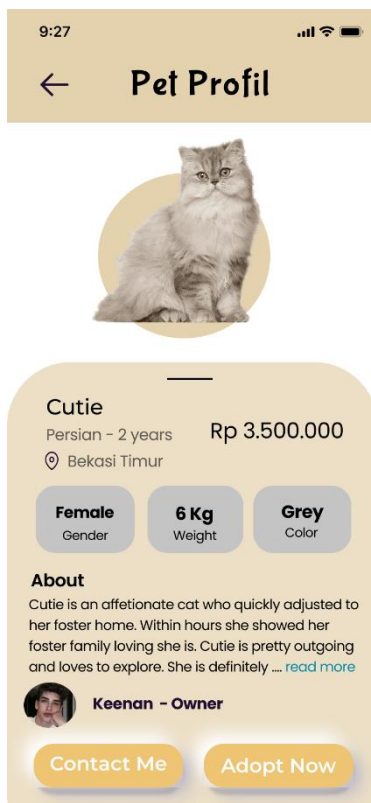 9:27
Pet Profil
Cutie
Persian - 2 years
Rp 3.500.000
Bekasi Timur
Female
Gender
6 Kg
Weight
Grey
Color
About
Cutie is an affetionate cat who quickly adjusted to
her foster home. Within hours she showed her
foster family loving she is. Cutie is pretty outgoing
and loves to explore. She is definitely .... read more
Keenan - Owner
Contact Me
Adopt Now